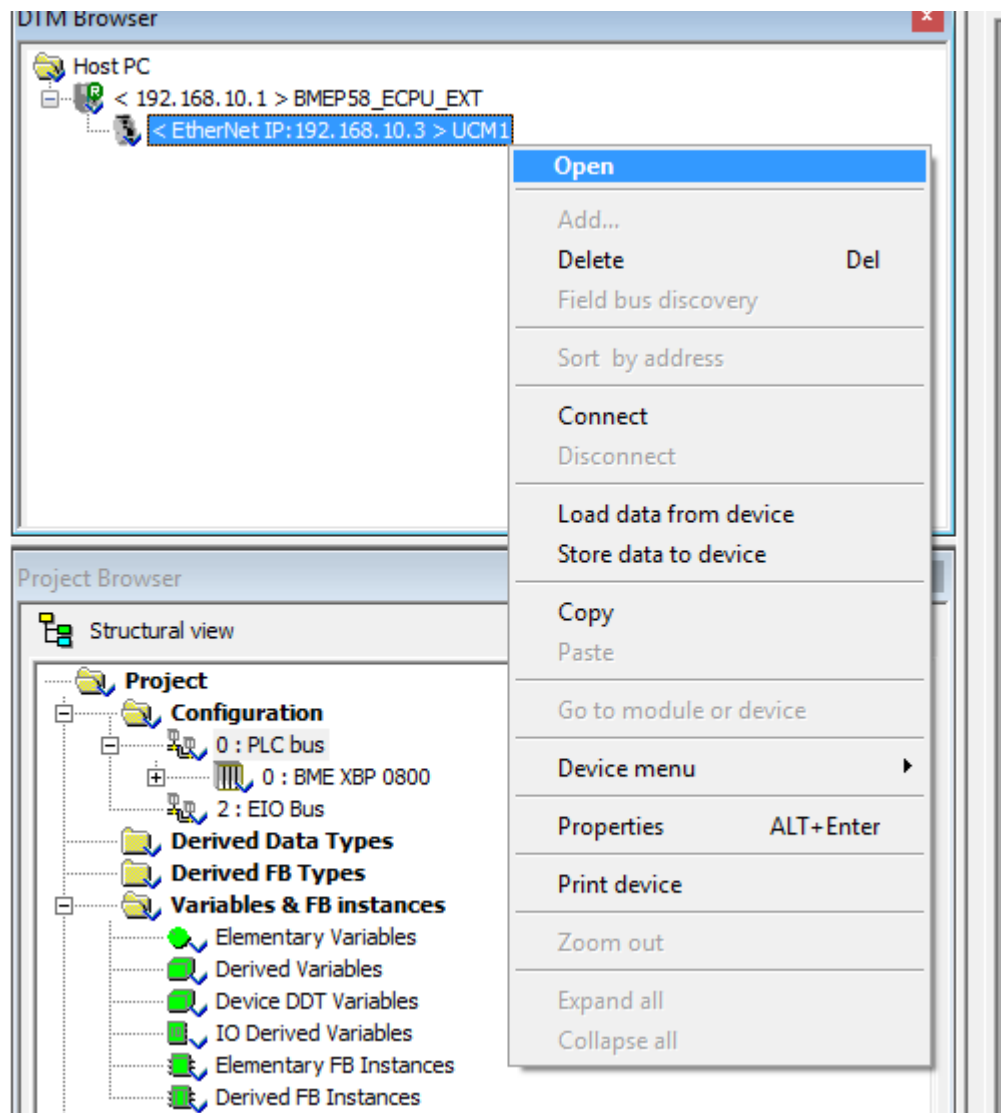 DTM Browser
Host PC
< 192.168.10.1 > BMEP58_ECPU_EXT
< EtherNet IP:192.168.10.3 > UCM1
Open
Add...
Delete Del
Field bus discovery
Sort by address
Connect
Disconnect
Load data from device
Store data to device
Copy
Paste
Go to module or device
Device menu
Properties ALT+Enter
Print device
Zoom out
Expand all
Collapse all
Project Browser
Structural view
Project
Configuration
0 : PLC bus
0 : BME XBP 0800
2 : EIO Bus
Derived Data Types
Derived FB Types
Variables & FB instances
Elementary Variables
Derived Variables
Device DDT Variables
IO Derived Variables
Elementary FB Instances
Derived FB Instances